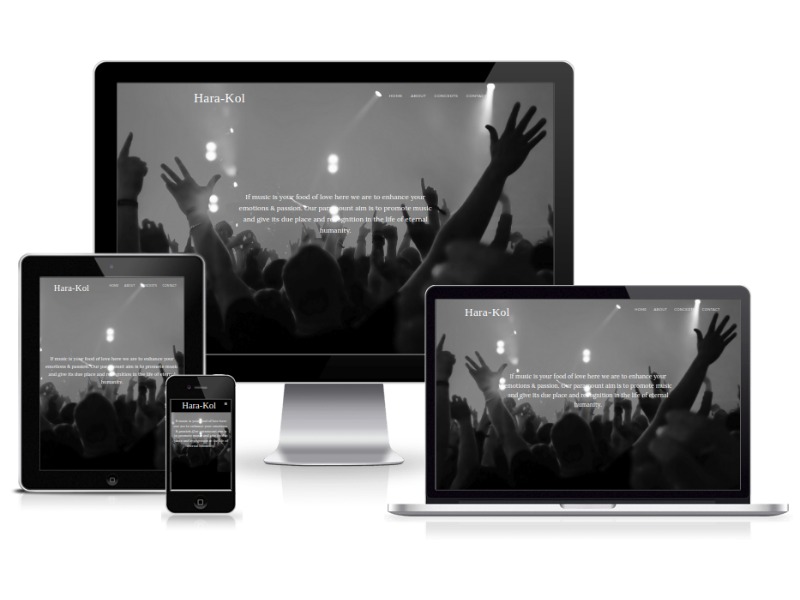 Hara-Kol
HOME ABOUT CONCERTS CONTACT
If music is your food of love here we are to enhance your
emotions & passion. Our paramount aim is to promote music
and give its due place and recognition in the life of eternal
humanity.
Hara-Kol
HOME ABOUT CONCERTS CONTACT
If music is your food of love here we are to enhance your
emotions & passion. Our paramount aim is to promote music
and give its due place and recognition in the life of eternal
humanity.
Hara-Kol
Hara-Kol
HOME ABOUT CONCERTS CONTACT
If music is your food of love here we are to enhance your
emotions & passion. Our paramount aim is to promote music
and give its due place and recognition in the life of eternal
humanity.